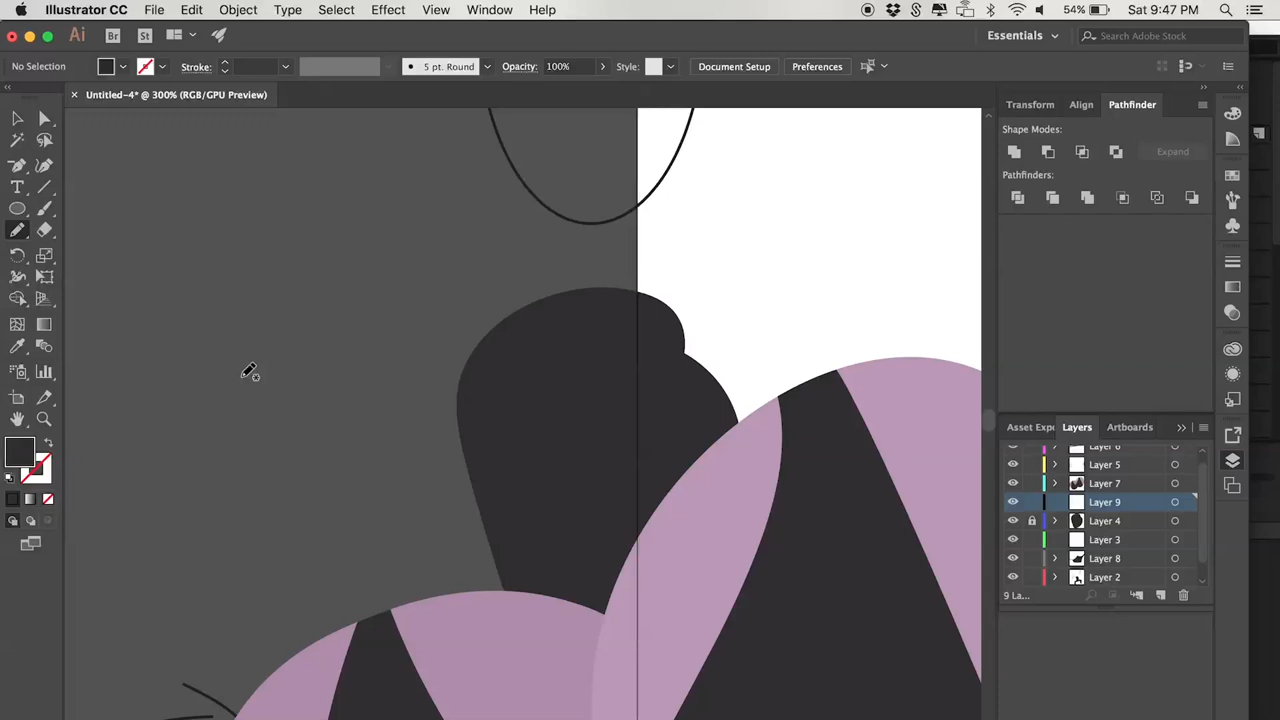 Illustrator CC File Edit Object Type Select Effect View Window Help 54% Sat 9:47 PM
Ai Br St Essentials Search Adobe Stock
No Selection Stroke: 5 pt. Round Opacity: 100% Style: Document Setup Preferences
Untitled-4* @ 300% (RGB/GPU Preview)
Transform Align Pathfinder
Shape Modes:
Expand
Pathfinders:
Asset Expo Layers Artboards
Layer 6
Layer 5
Layer 7
Layer 9
Layer 4
Layer 3
Layer 8
Layer 2
9 La...